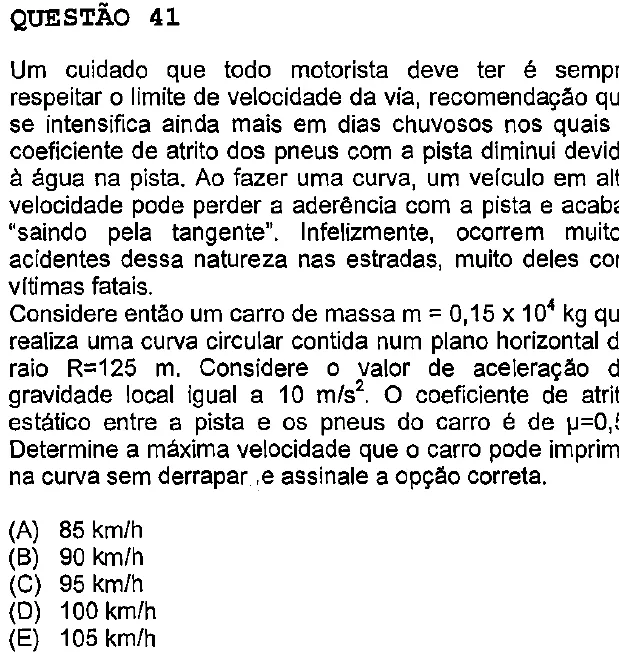 QUESTÃO 41
Um cuidado que todo motorista deve ter é sempr
respeitar o limite de velocidade da via, recomendação qu
se intensifica ainda mais em dias chuvosos nos quais
coeficiente de atrito dos pneus com a pista diminui devid
à água na pista. Ao fazer uma curva, um veículo em alt
velocidade pode perder a aderência com a pista e acaba
"saindo pela tangente". Infelizmente, ocorrem muito
acidentes dessa natureza nas estradas, muito deles cor
vítimas fatais.
Considere então um carro de massa m = 0,15 x 10⁴ kg qu
realiza uma curva circular contida num plano horizontal d
raio R=125 m. Considere o valor de aceleração d
gravidade local igual a 10 m/s². O coeficiente de atrit
estático entre a pista e os pneus do carro é de µ=0,5
Determine a máxima velocidade que o carro pode imprim
na curva sem derrapar ,e assinale a opção correta.
(A) 85 km/h
(B) 90 km/h
(C) 95 km/h
(D) 100 km/h
(E) 105 km/h